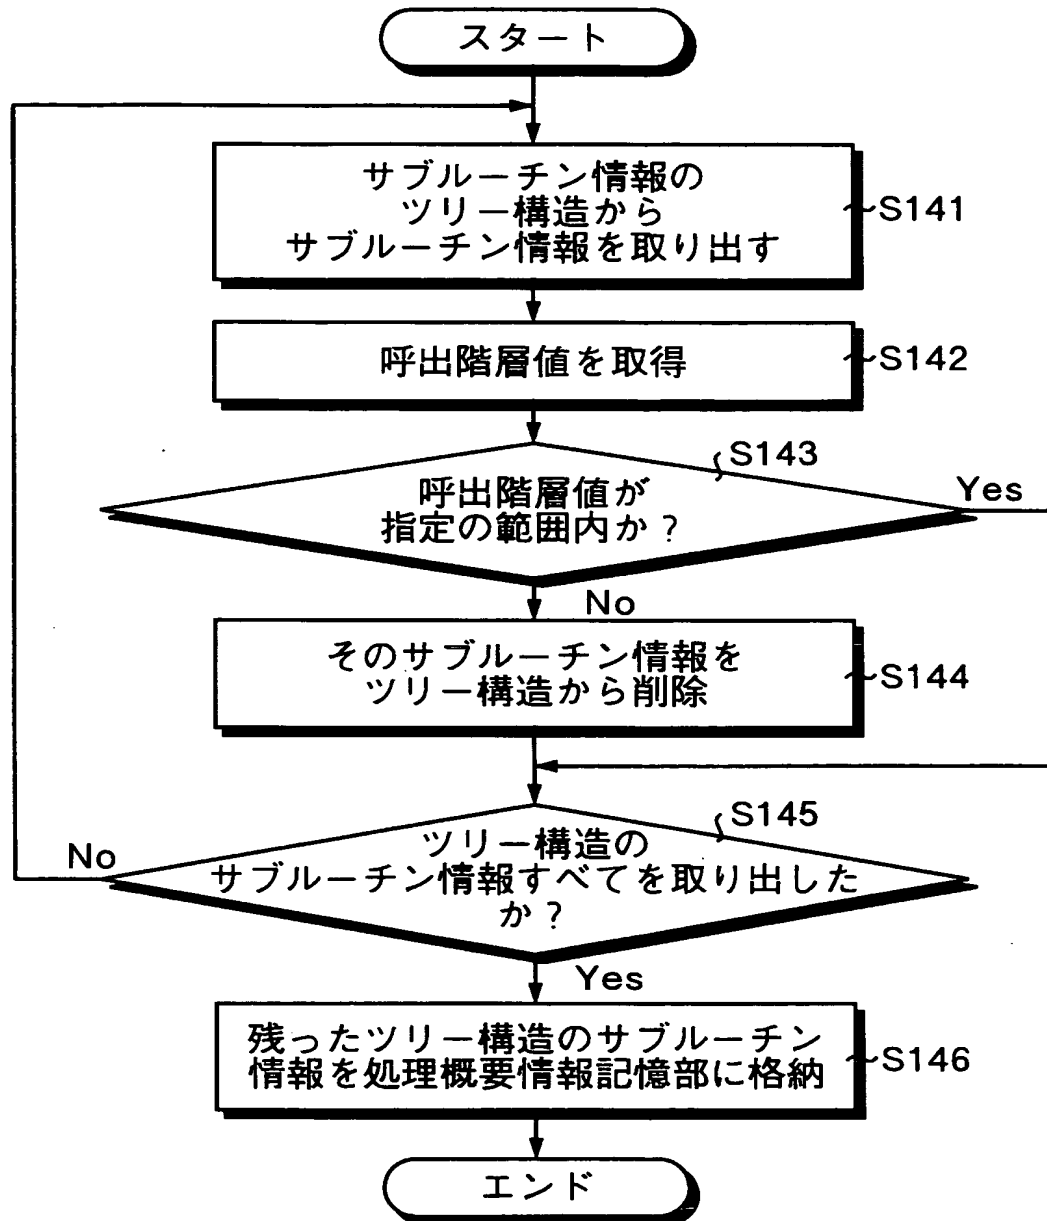 スタート
サブルーチン情報の
ツリー構造から
サブルーチン情報を取り出す
S141
呼出階層値を取得
S142
S143
呼出階層値が
指定の範囲内か？
Yes
No
そのサブルーチン情報を
ツリー構造から削除
S144
S145
ツリー構造の
サブルーチン情報すべてを取り出した
か？
No
Yes
残ったツリー構造のサブルーチン
情報を処理概要情報記憶部に格納
S146
エンド